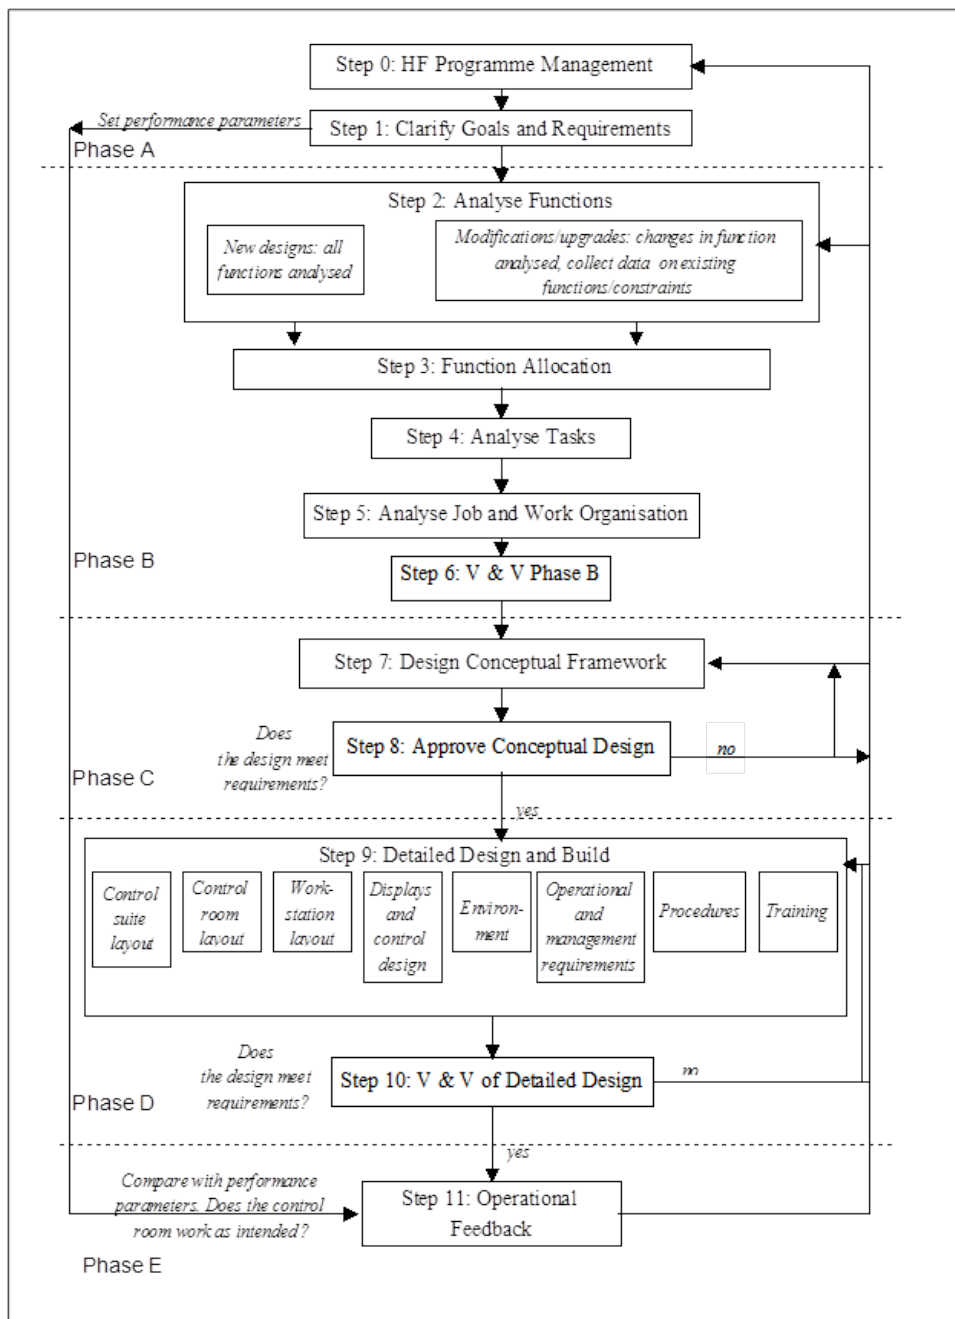 Step 0: HF Programme Management
Set performance parameters
Step 1: Clarify Goals and Requirements
Phase A
Step 2: Analyse Functions
New designs: all
functions analysed
Modifications/upgrades: changes in function
analysed, collect data on existing
functions/constraints
Step 3: Function Allocation
Step 4: Analyse Tasks
Step 5: Analyse Job and Work Organisation
Phase B
Step 6: V & V Phase B
Step 7: Design Conceptual Framework
Does
the design meet
requirements?
Step 8: Approve Conceptual Design
no
Phase C
yes
Step 9: Detailed Design and Build
Control
suite
layout
Control
room
layout
Work-
station
layout
Displays
and
control
design
Environ-
ment
Operational
and
management
requirements
Procedures
Training
Does
the design meet
requirements?
Step 10: V & V of Detailed Design
no
Phase D
yes
Compare with performance
parameters. Does the control
room work as intended?
Step 11: Operational
Feedback
Phase E